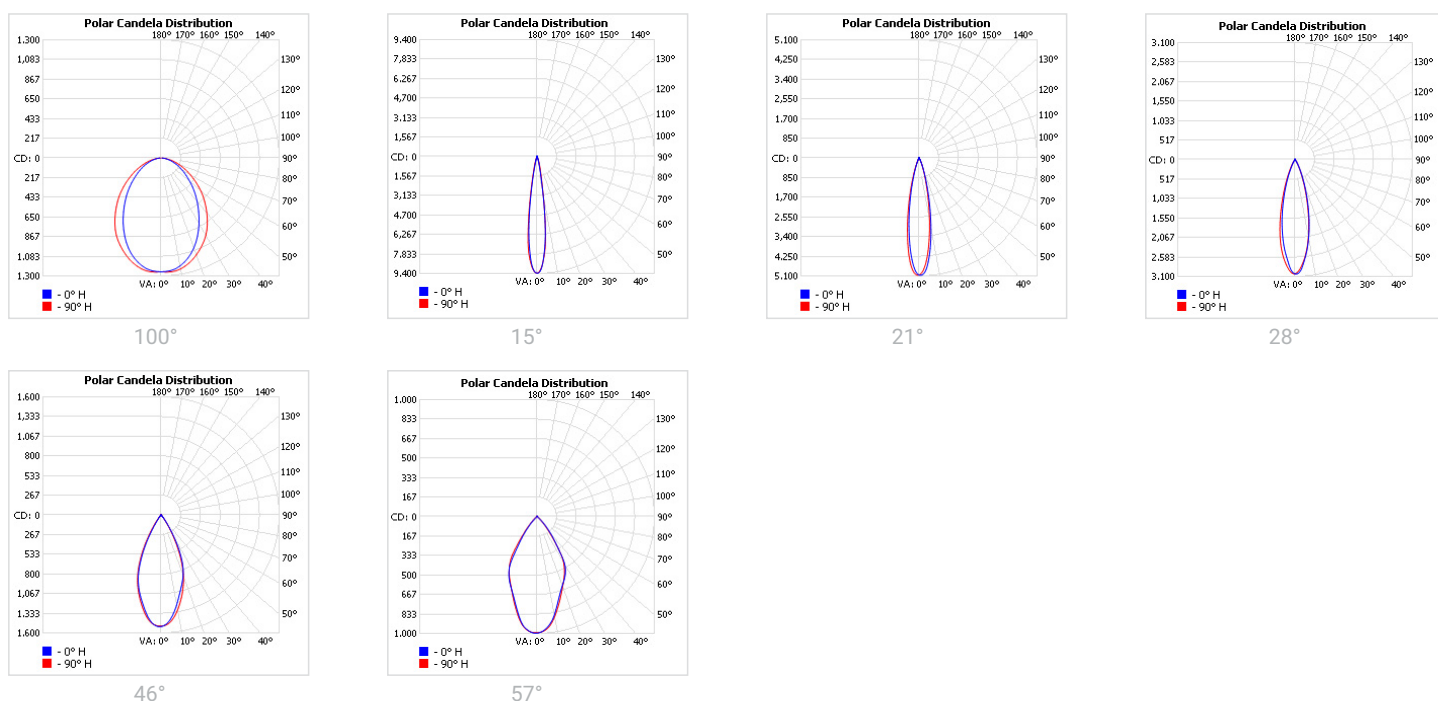 Polar Candela Distribution
180° 170° 160° 150° 140°
1.300
1,083 130°
867
650 120°
433 110°
217 100°
CD: 0 90°
217 80°
433 70°
650 60°
867
1.083 50°
1.300
VA: 0° 10° 20° 30° 40°
- 0° H
- 90° H
100°
Polar Candela Distribution
180° 170° 160° 150° 140°
9.400
7,833 130°
6.267
4,700 120°
3.133 110°
1,567 100°
CD: 0 90°
1.567 80°
3,133 70°
4.700 60°
6,267
7.833 50°
9.400
VA: 0° 10° 20° 30° 40°
- 0° H
- 90° H
15°
Polar Candela Distribution
180° 170° 160° 150° 140°
5.100
4,250 130°
3.400
2,550 120°
1.700 110°
850 100°
CD: 0 90°
850 80°
1,700 70°
2.550 60°
3,400
4.250 50°
5.100
VA: 0° 10° 20° 30° 40°
- 0° H
- 90° H
21°
Polar Candela Distribution
180° 170° 160° 150° 140°
3.100
2,583 130°
2.067
1,550 120°
1.033 110°
517 100°
CD: 0 90°
517 80°
1,033 70°
1.550 60°
2,067
2.583 50°
3.100
VA: 0° 10° 20° 30° 40°
- 0° H
- 90° H
28°
Polar Candela Distribution
180° 170° 160° 150° 140°
1.600
1,333 130°
1.067
800 120°
533 110°
267 100°
CD: 0 90°
267 80°
533 70°
800 60°
1,067
1.333 50°
1.600
VA: 0° 10° 20° 30° 40°
- 0° H
- 90° H
46°
Polar Candela Distribution
180° 170° 160° 150° 140°
1.000
833 130°
667
500 120°
333 110°
167 100°
CD: 0 90°
167 80°
333 70°
500 60°
667
833 50°
1.000
VA: 0° 10° 20° 30° 40°
- 0° H
- 90° H
57°